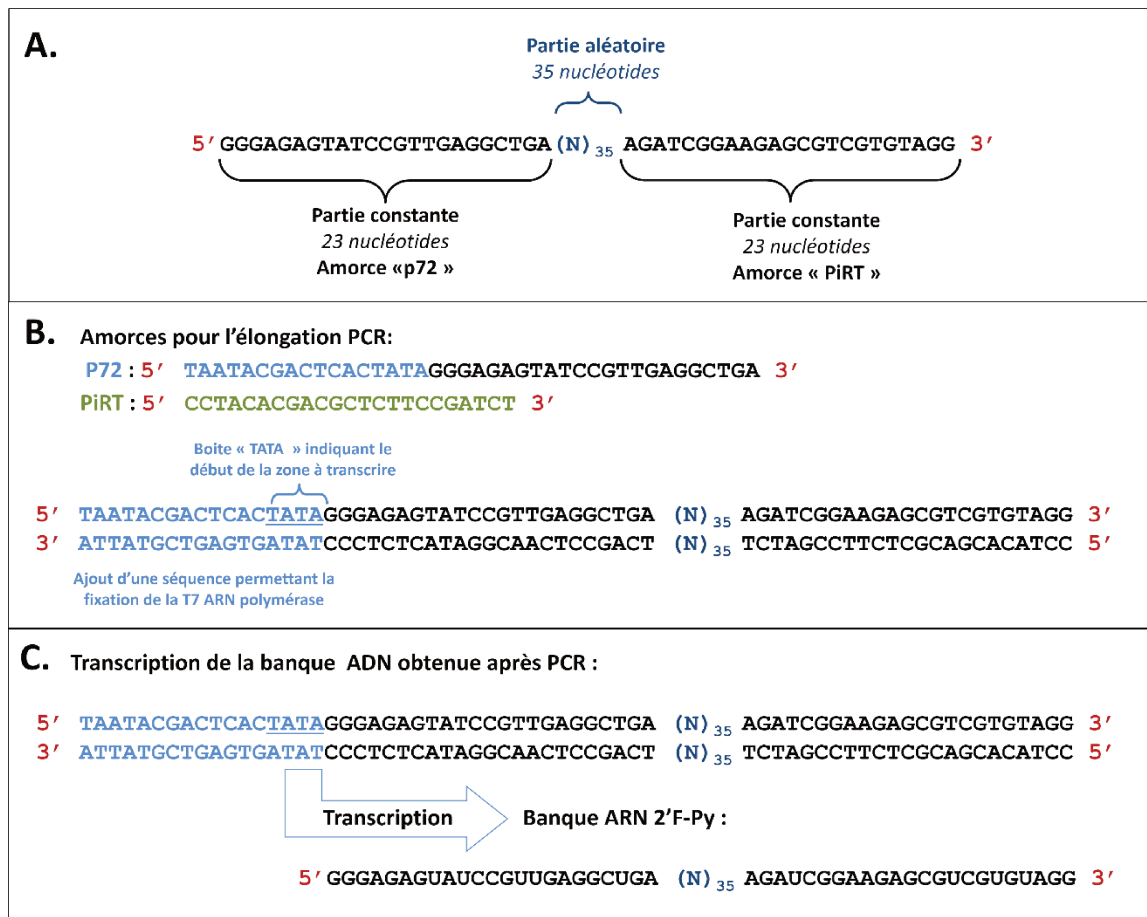 A.
Partie aléatoire
35 nucléotides
5’ GGGAGAGTATCCGTTGAGGCTGA (N) 35 AGATCGGAAGAGCGTCGTGTAGG 3’
Partie constante Partie constante
23 nucléotides 23 nucléotides
Amorce «p72 » Amorce « PiRT »
B. Amorces pour l’élongation PCR:
P72 : 5’ TAATACGACTCACTATAGGGAGAGTATCCGTTGAGGCTGA 3’
PiRT : 5’ CCTACACGACGCTCTTCCGATCT 3’
Boite « TATA » indiquant le
début de la zone à transcrire
5’ TAATACGACTCACTATAGGGAGAGTATCCGTTGAGGCTGA (N) 35 AGATCGGAAGAGCGTCGTGTAGG 3’
3’ ATTATGCTGAGTGATATCCCTCTCATAGGCAACTCCGACT (N) 35 TCTAGCCTTCTCGCAGCACATCC 5’
Ajout d’une séquence permettant la
fixation de la T7 ARN polymérase
C. Transcription de la banque ADN obtenue après PCR :
5’ TAATACGACTCACTATAGGGAGAGTATCCGTTGAGGCTGA (N) 35 AGATCGGAAGAGCGTCGTGTAGG 3’
3’ ATTATGCTGAGTGATATCCCTCTCATAGGCAACTCCGACT (N) 35 TCTAGCCTTCTCGCAGCACATCC 5’
Transcription Banque ARN 2’F-Py :
5’ GGGAGAGUAUCCGUUGAGGCUGA (N) 35 AGAUCGGAAGAGCGUCGUGUAGG 3’